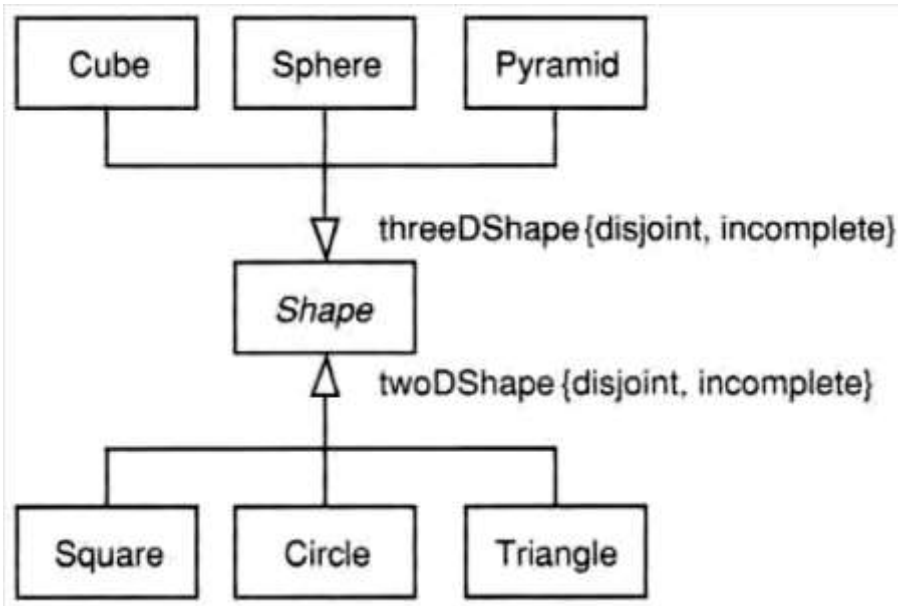 Cube Sphere Pyramid
threeDShape {disjoint, incomplete}
Shape
twoDShape {disjoint, incomplete}
Square Circle Triangle